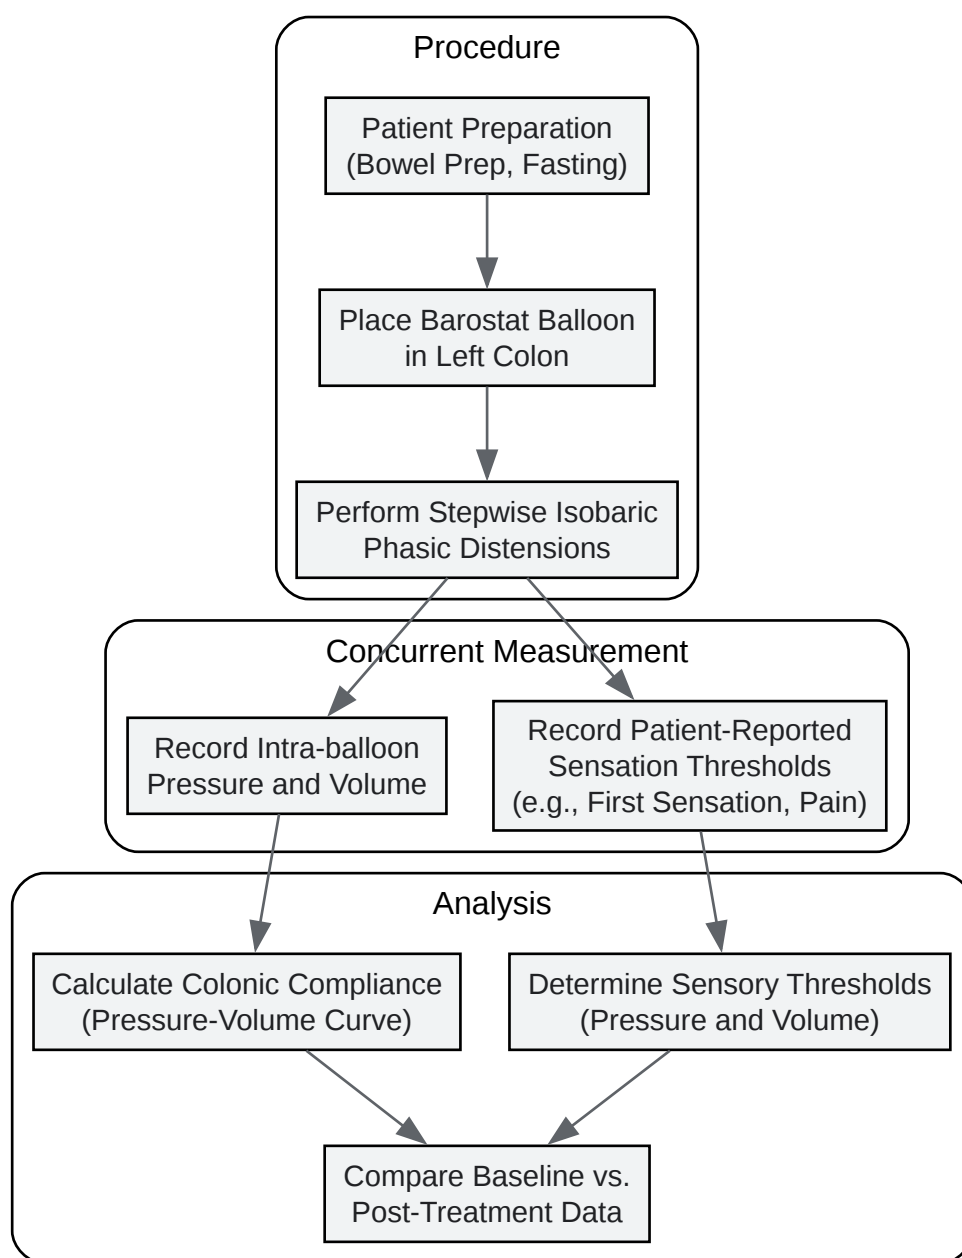 Procedure
Patient Preparation
(Bowel Prep, Fasting)
Place Barostat Balloon
in Left Colon
Perform Stepwise Isobaric
Phasic Distensions
Concurrent Measurement
Record Intra-balloon
Pressure and Volume
Record Patient-Reported
Sensation Thresholds
(e.g., First Sensation, Pain)
Analysis
Calculate Colonic Compliance
(Pressure-Volume Curve)
Determine Sensory Thresholds
(Pressure and Volume)
Compare Baseline vs.
Post-Treatment Data